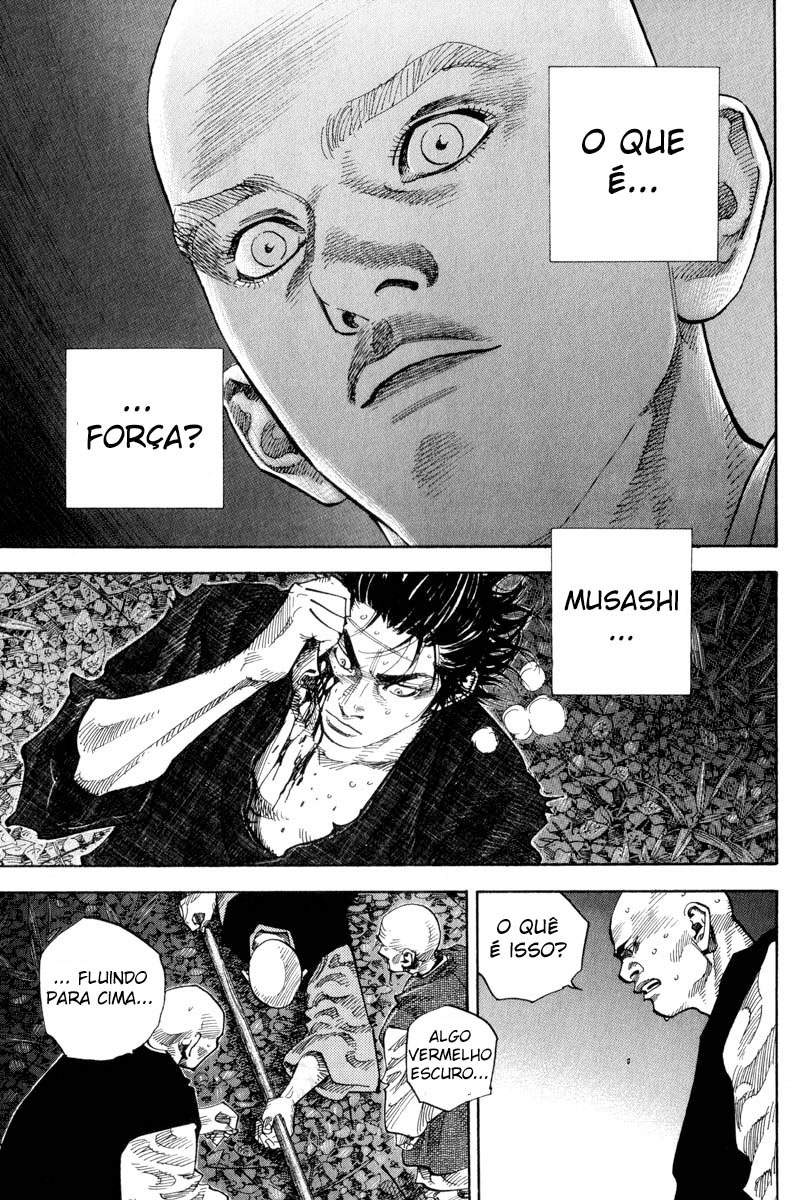 O QUE
É...
...
FORÇA?
MUSASHI
...
O QUÊ
É ISSO?
ALGO
VERMELHO
ESCURO...
... FLUINDO
PARA CIMA...